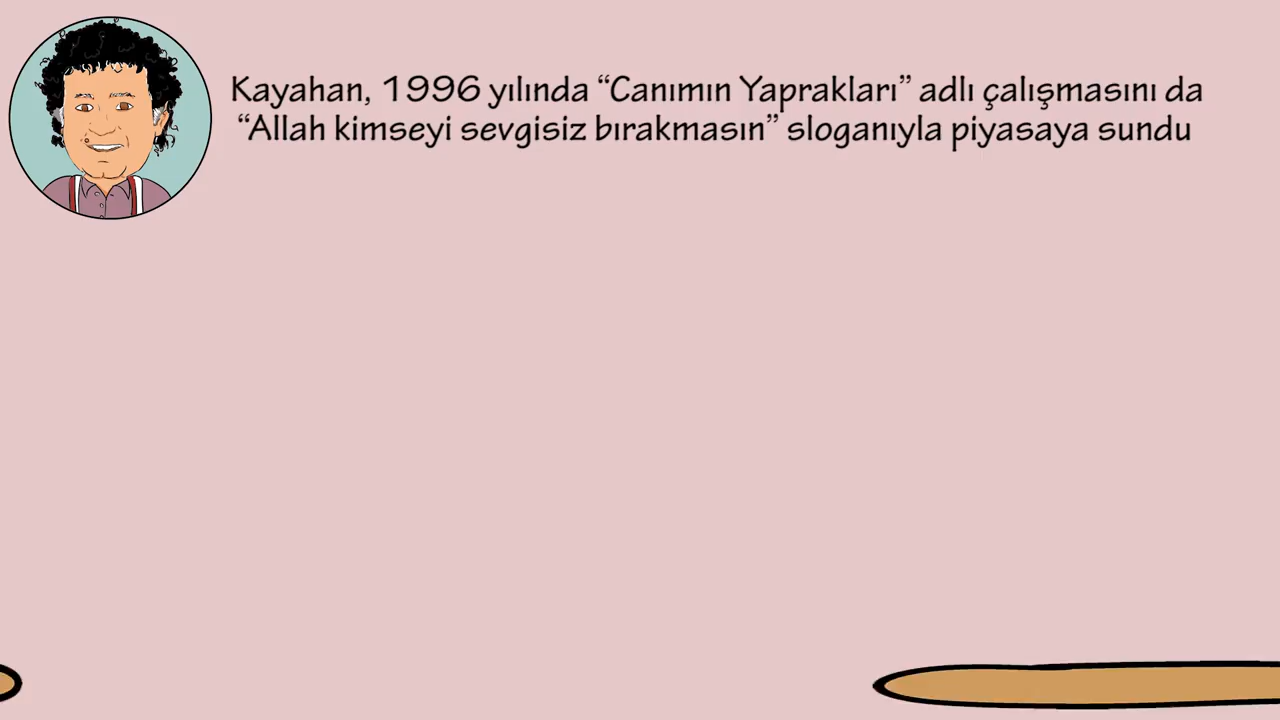 Kayahan, 1996 yılında “Canımın Yaprakları” adlı çalışmasını da
“Allah kimseyi sevgisiz bırakmasın” sloganıyla piyasaya sundu